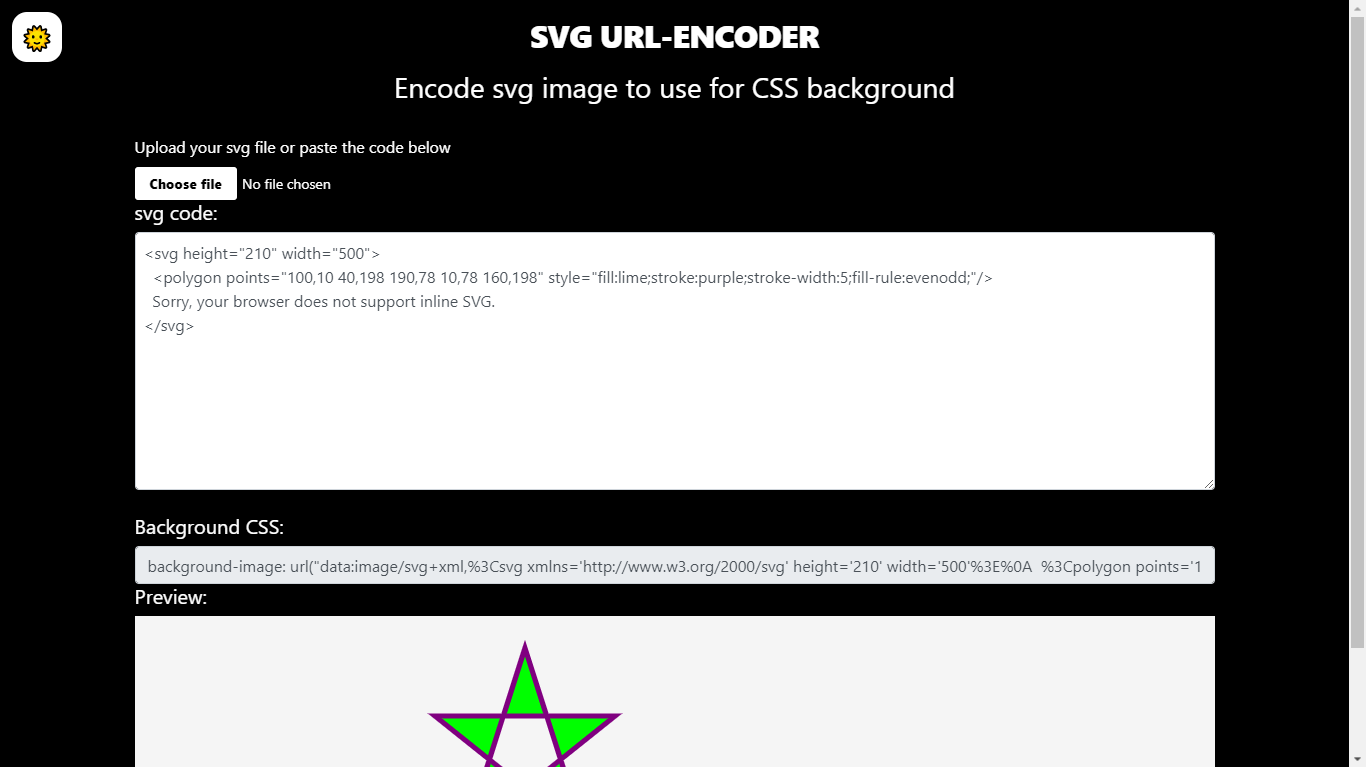 SVG URL-ENCODER
Encode svg image to use for CSS background
Upload your svg file or paste the code below
Choose file No file chosen
svg code:
<svg height="210" width="500">
  <polygon points="100,10 40,198 190,78 10,78 160,198" style="fill:lime;stroke:purple;stroke-width:5;fill-rule:evenodd;"/>
  Sorry, your browser does not support inline SVG.
</svg>
Background CSS:
background-image: url("data:image/svg+xml,%3Csvg xmlns='http://www.w3.org/2000/svg' height='210' width='500'%3E%0A  %3Cpolygon points='1
Preview: